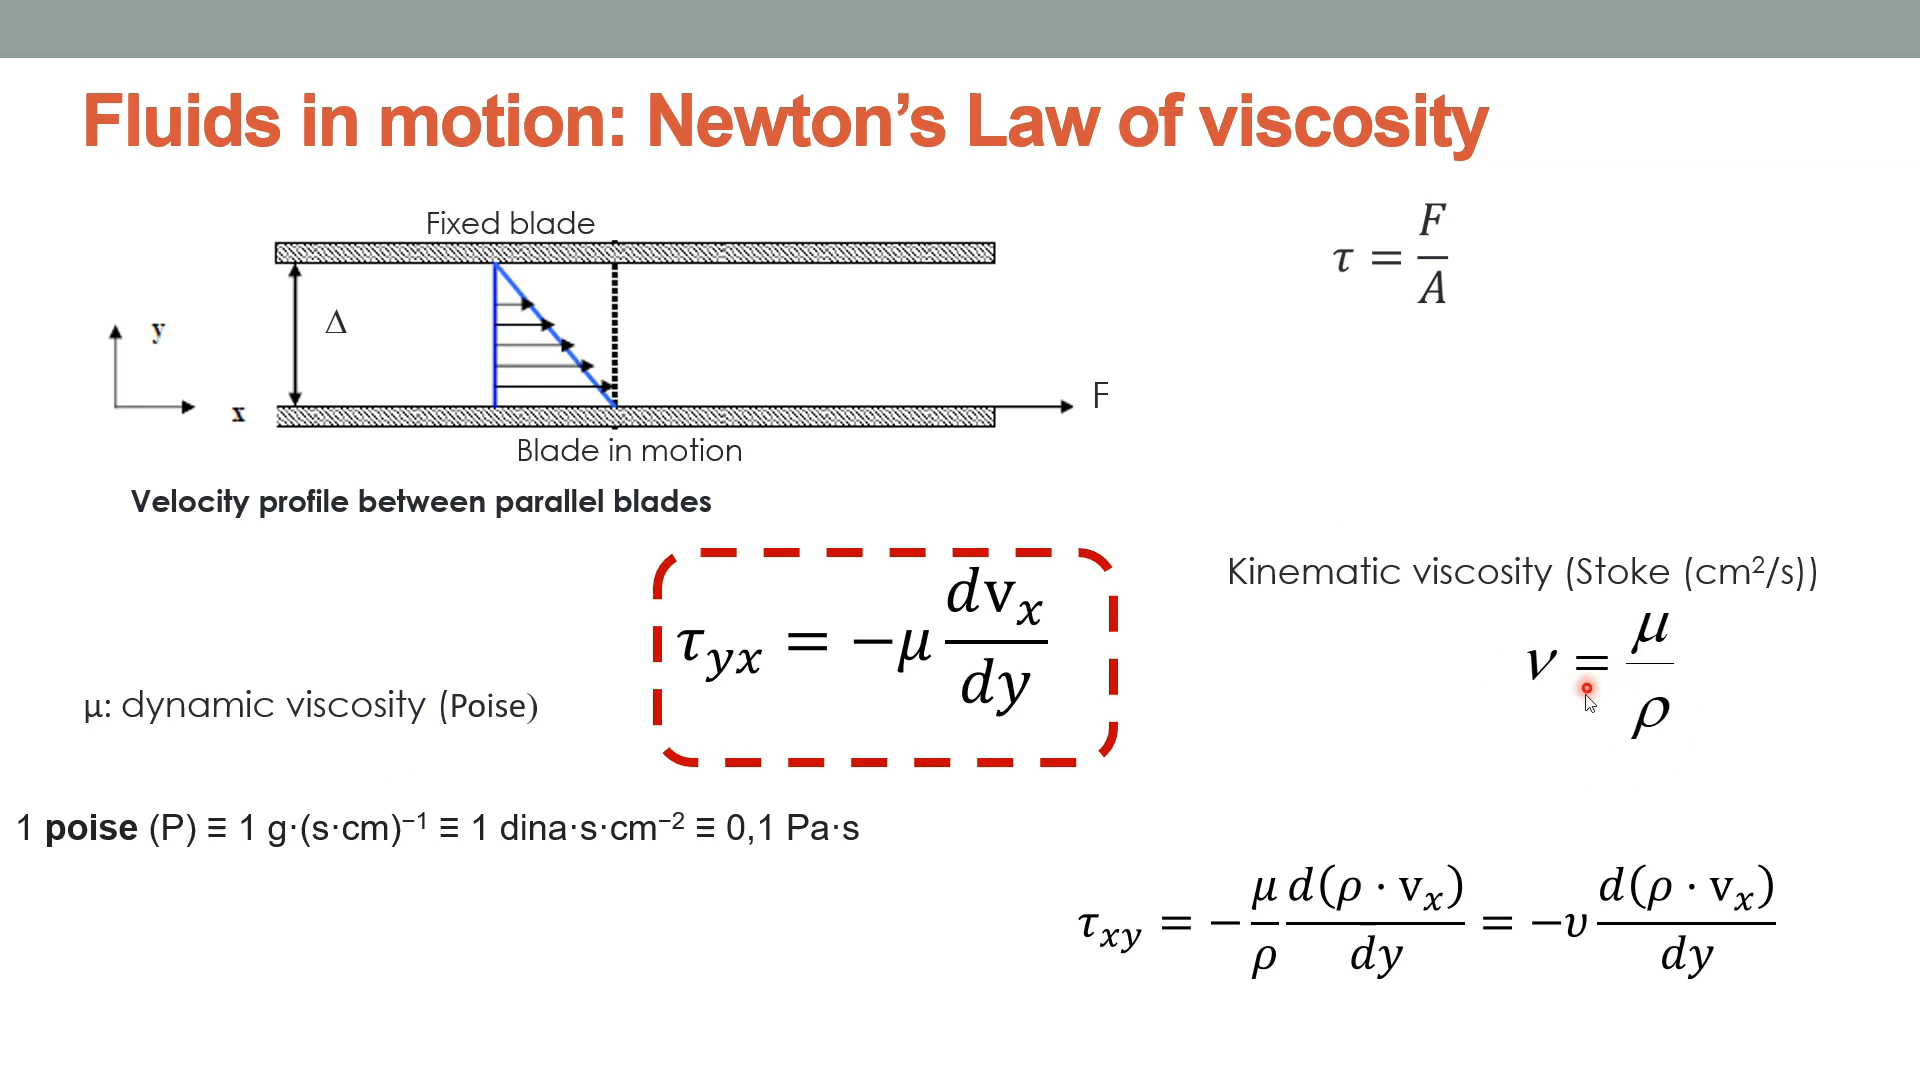 Fluids in motion: Newton’s Law of viscosity
Fixed blade
τ = F/A
y
Δ
x
F
Blade in motion
Velocity profile between parallel blades
Kinematic viscosity (Stoke (cm²/s))
τ_yx = −μ dv_x/dy
ν = μ/ρ
μ: dynamic viscosity (Poise)
1 poise (P) ≡ 1 g·(s·cm)⁻¹ ≡ 1 dina·s·cm⁻² ≡ 0,1 Pa·s
τ_xy = − μ/ρ d(ρ · v_x)/dy = −υ d(ρ · v_x)/dy